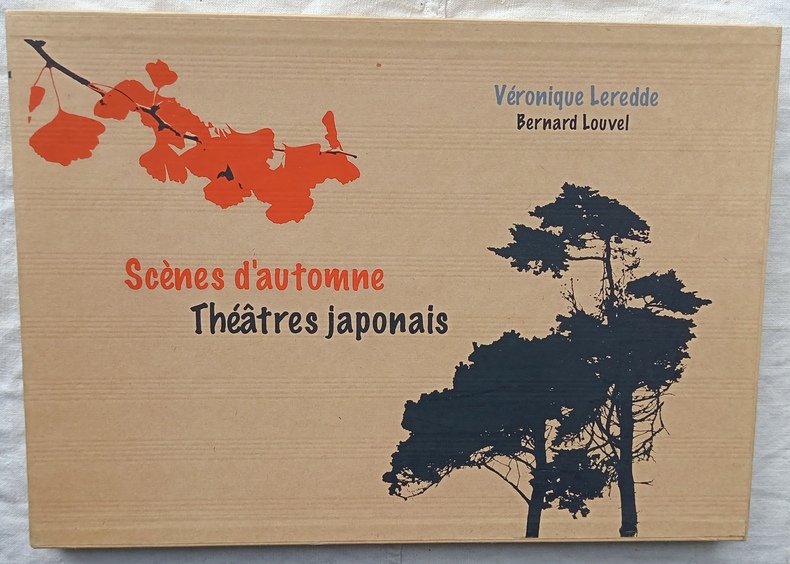 Véronique Leredde
Bernard Louvel
Scènes d'automne
Théâtres japonais